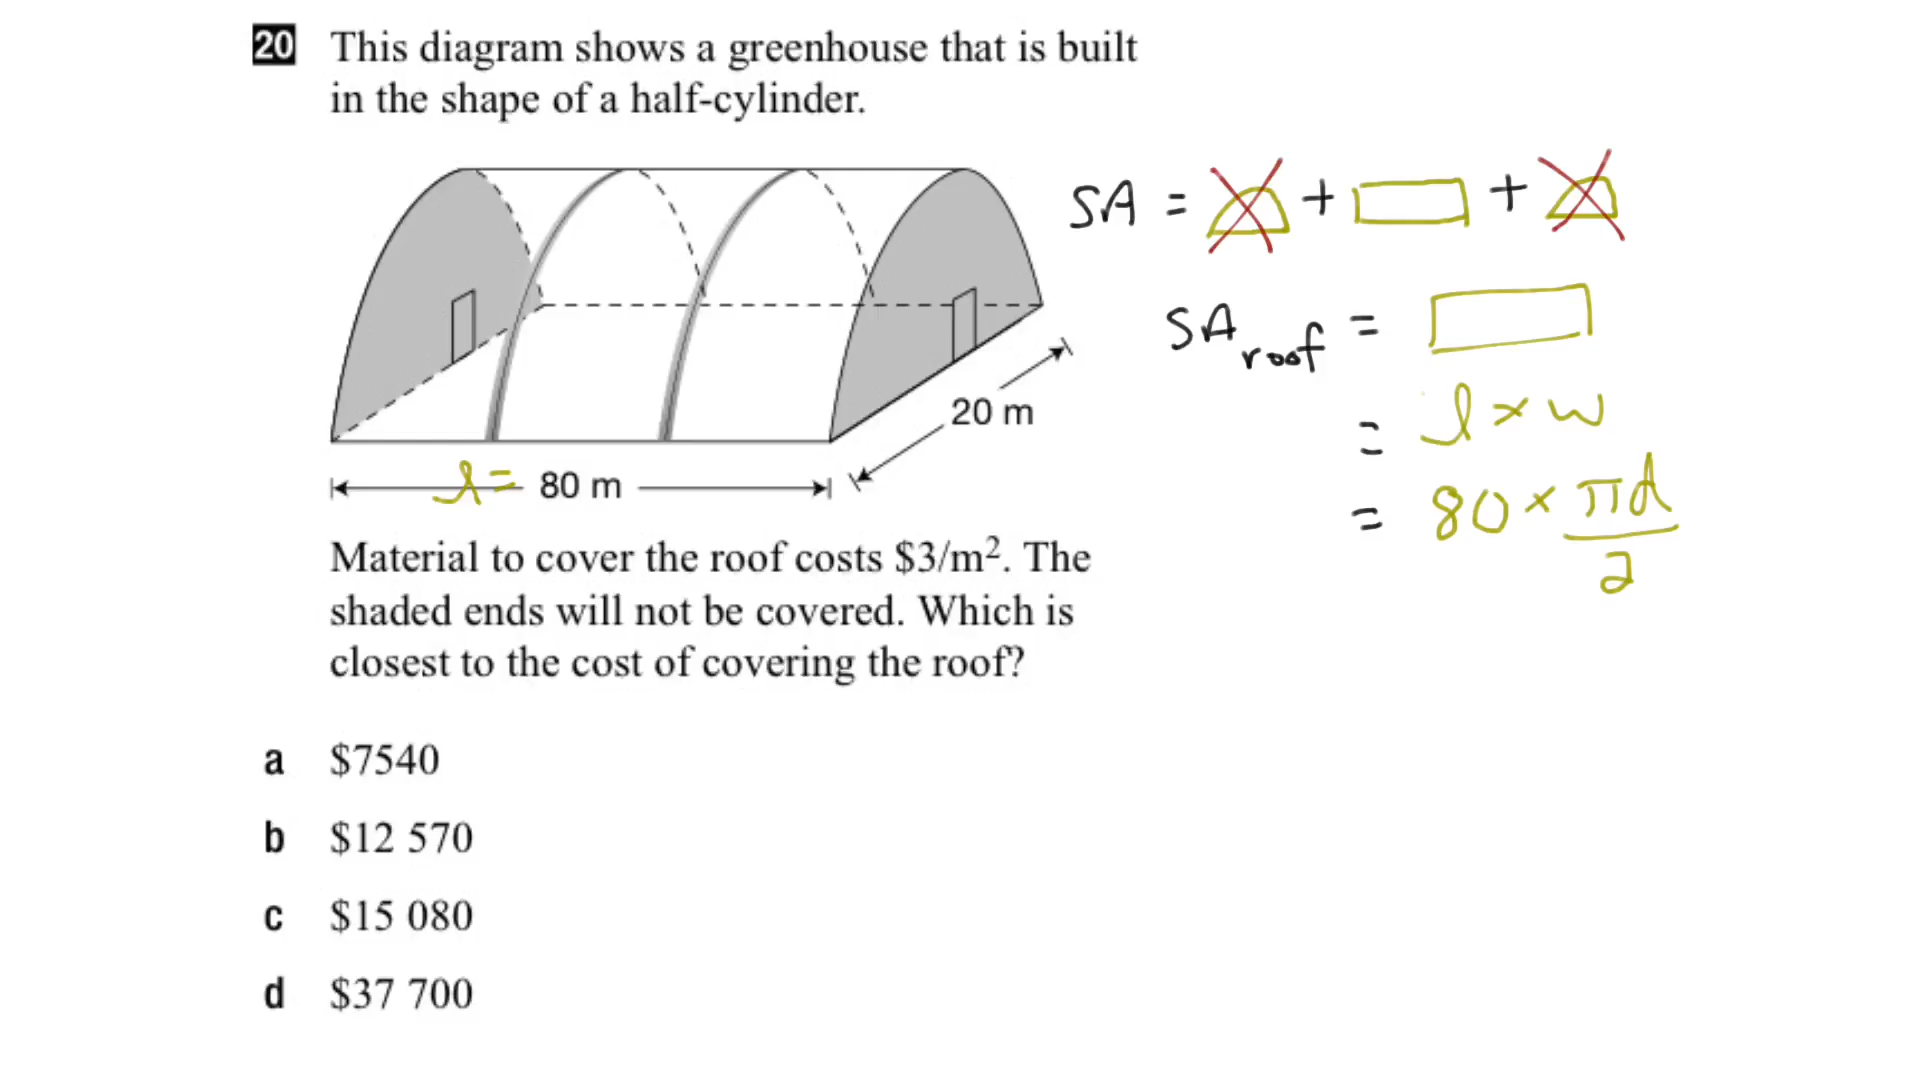 20 This diagram shows a greenhouse that is built
in the shape of a half-cylinder.
SA = + +
SA roof =
= l × w
20 m
l = 80 m
= 80 × πd/2
Material to cover the roof costs $3/m². The
shaded ends will not be covered. Which is
closest to the cost of covering the roof?
a $7540
b $12 570
c $15 080
d $37 700